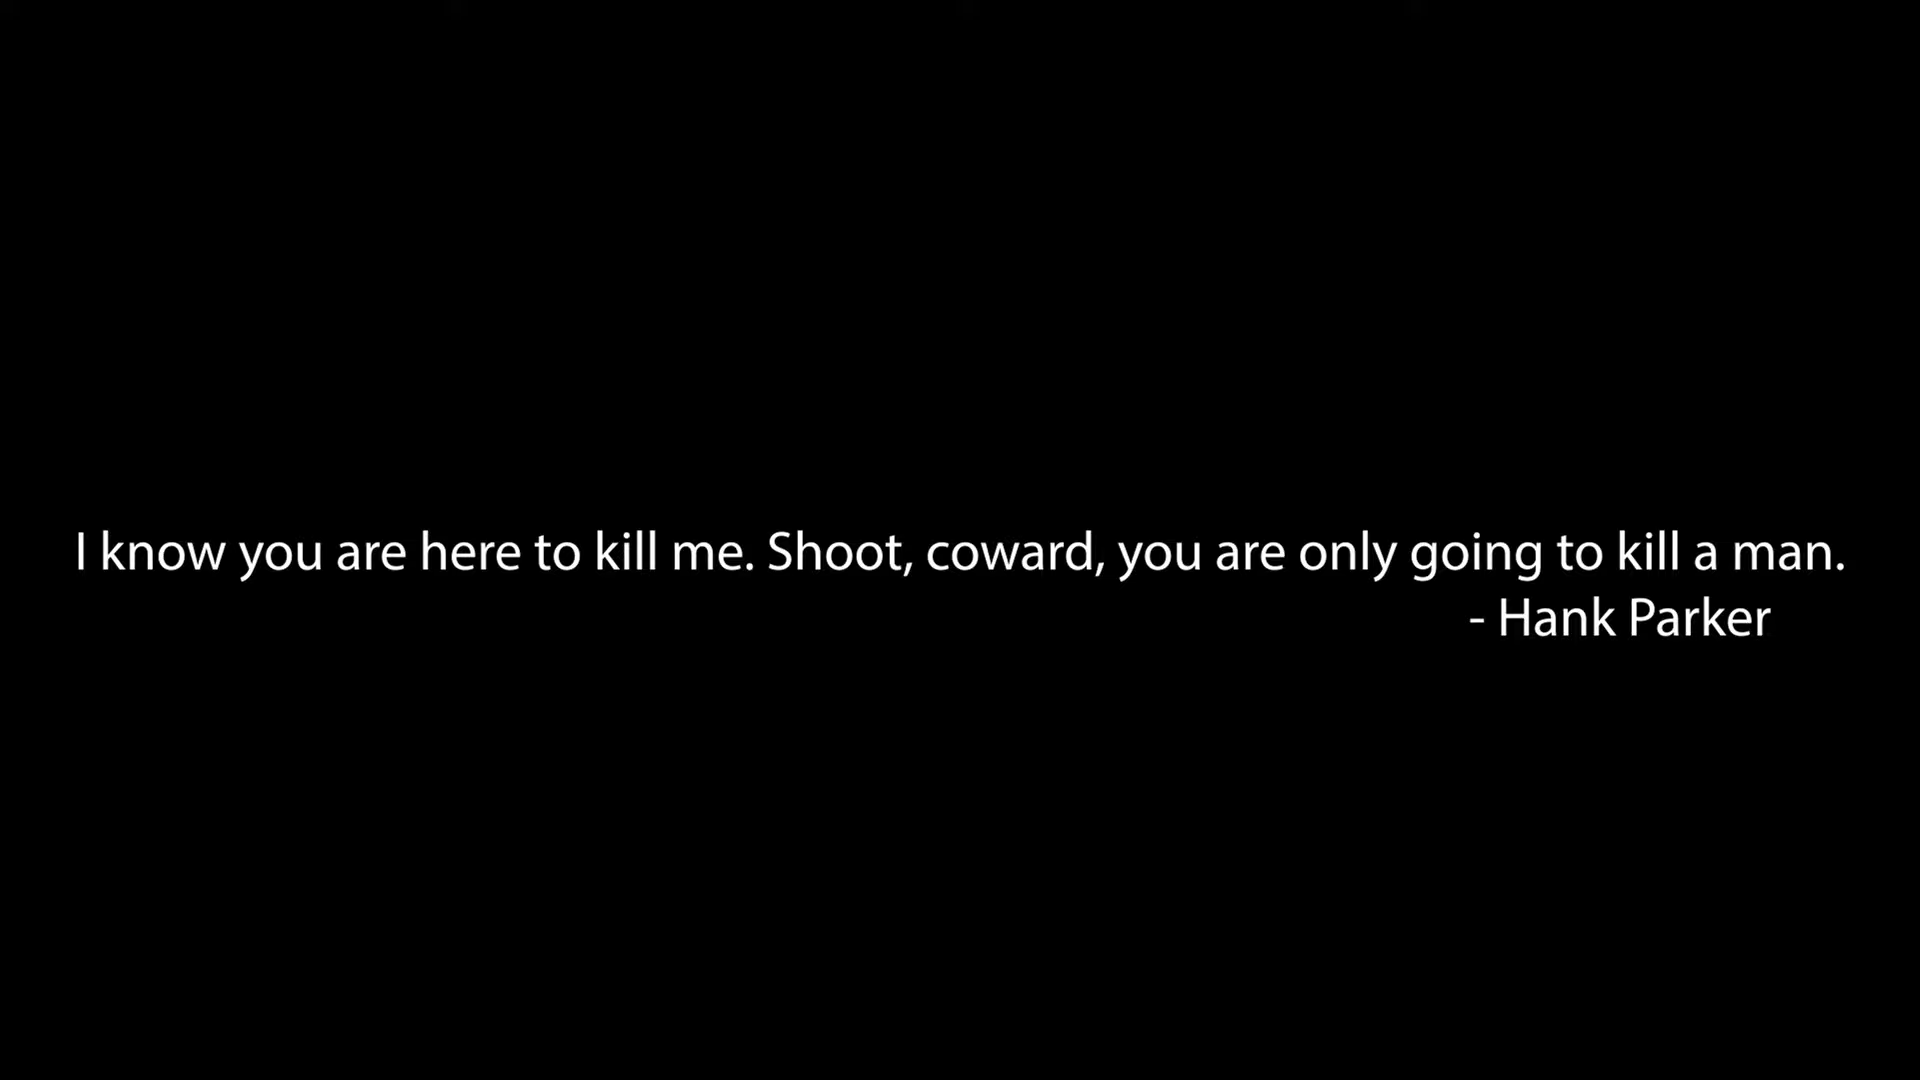 I know you are here to kill me. Shoot, coward, you are only going to kill a man.
- Hank Parker